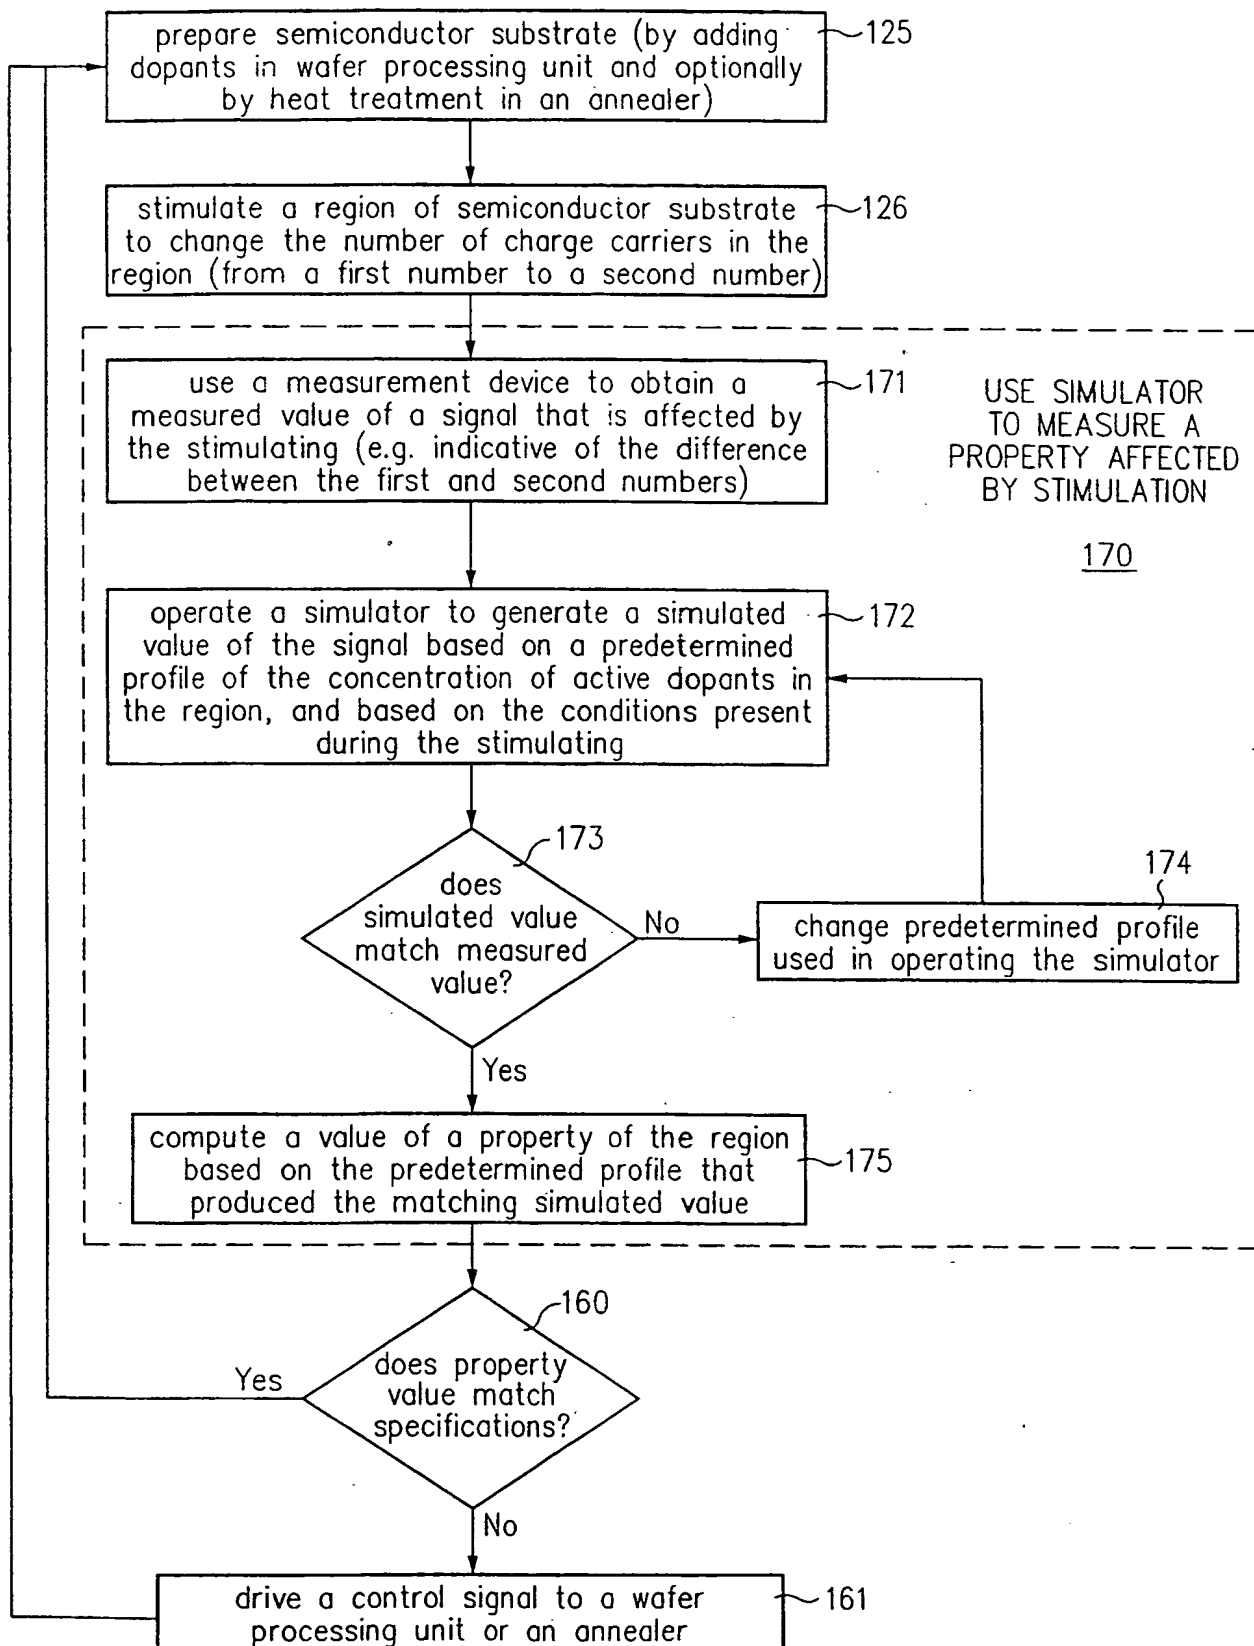 prepare semiconductor substrate (by adding
dopants in wafer processing unit and optionally
by heat treatment in an annealer)
125
stimulate a region of semiconductor substrate
to change the number of charge carriers in the
region (from a first number to a second number)
126
use a measurement device to obtain a
measured value of a signal that is affected by
the stimulating (e.g. indicative of the difference
between the first and second numbers)
171
USE SIMULATOR
TO MEASURE A
PROPERTY AFFECTED
BY STIMULATION
170
operate a simulator to generate a simulated
value of the signal based on a predetermined
profile of the concentration of active dopants in
the region, and based on the conditions present
during the stimulating
172
173
does
simulated value
match measured
value?
No
174
change predetermined profile
used in operating the simulator
Yes
compute a value of a property of the region
based on the predetermined profile that
produced the matching simulated value
175
160
does property
value match
specifications?
Yes
No
drive a control signal to a wafer
processing unit or an annealer
161